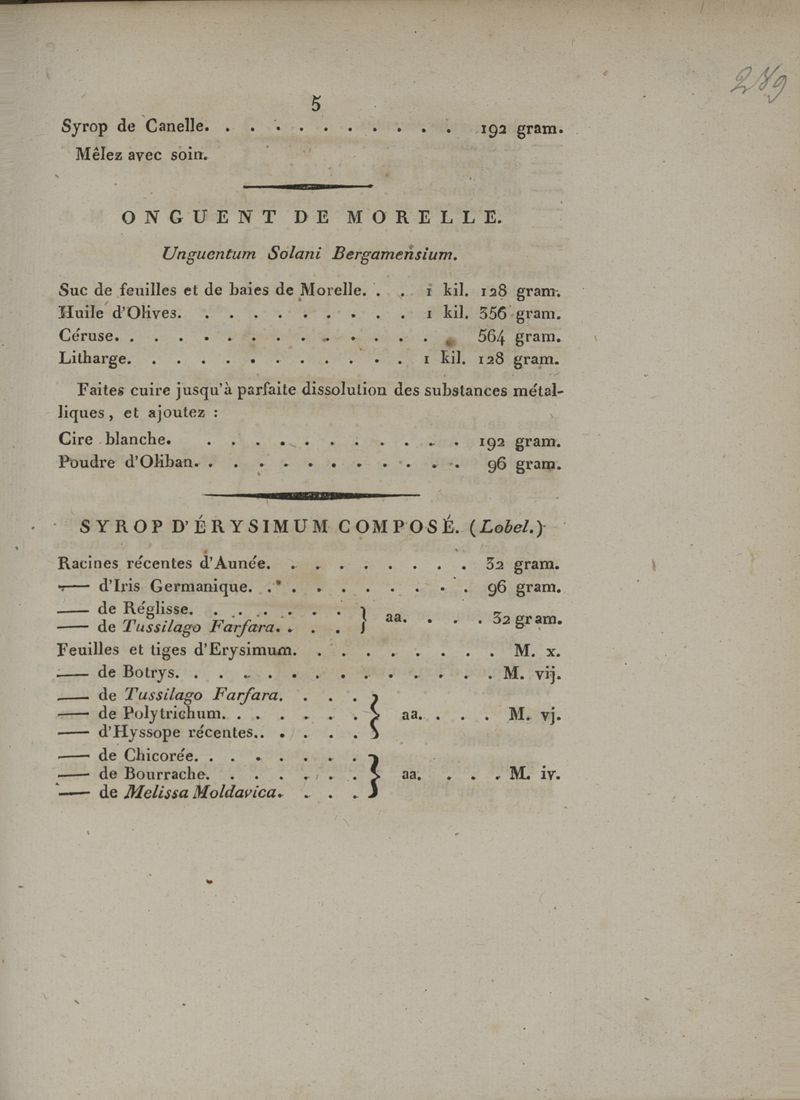 289
5
Syrop de Canelle. . . . . . . . . . . 192 gram.
Mêlez avec soin.
ONGUENT DE MORELLE.
Unguentum Solani Bergamensium.
Suc de feuilles et de baies de Morelle. . . 1 kil. 128 gram.
Huile d'Olives. . . . . . . . . . 1 kil. 356 gram.
Céruse. . . . . . . . . . . . . . 564 gram.
Litharge. . . . . . . . . . . . . 1 kil. 128 gram.
Faites cuire jusqu'à parfaite dissolution des substances métal-
liques, et ajoutez :
Cire blanche. . . . . . . . . . . . 192 gram.
Poudre d'Oliban. . . . . . . . . . . . 96 gram.
SYROP D'ÉRYSIMUM COMPOSÉ. (Lobel.)
Racines récentes d'Aunée. . . . . . . . . 32 gram.
—— d'Iris Germanique. . . . . . . . . . 96 gram.
—— de Réglisse. . . . . . . . } aa. . . . . 32 gram.
—— de Tussilago Farfara. . . . }
Feuilles et tiges d'Erysimum. . . . . . . . . M. x.
—— de Botrys. . . . . . . . . . . . . . M. vij.
—— de Tussilago Farfara. . . . }
—— de Polytrichum. . . . . . . } aa. . . . M. vj.
—— d'Hyssope récentes.. . . . . }
—— de Chicorée. . . . . . . . }
—— de Bourrache. . . . . . . } aa. . . . M. iv.
—— de Melissa Moldavica. . . . }